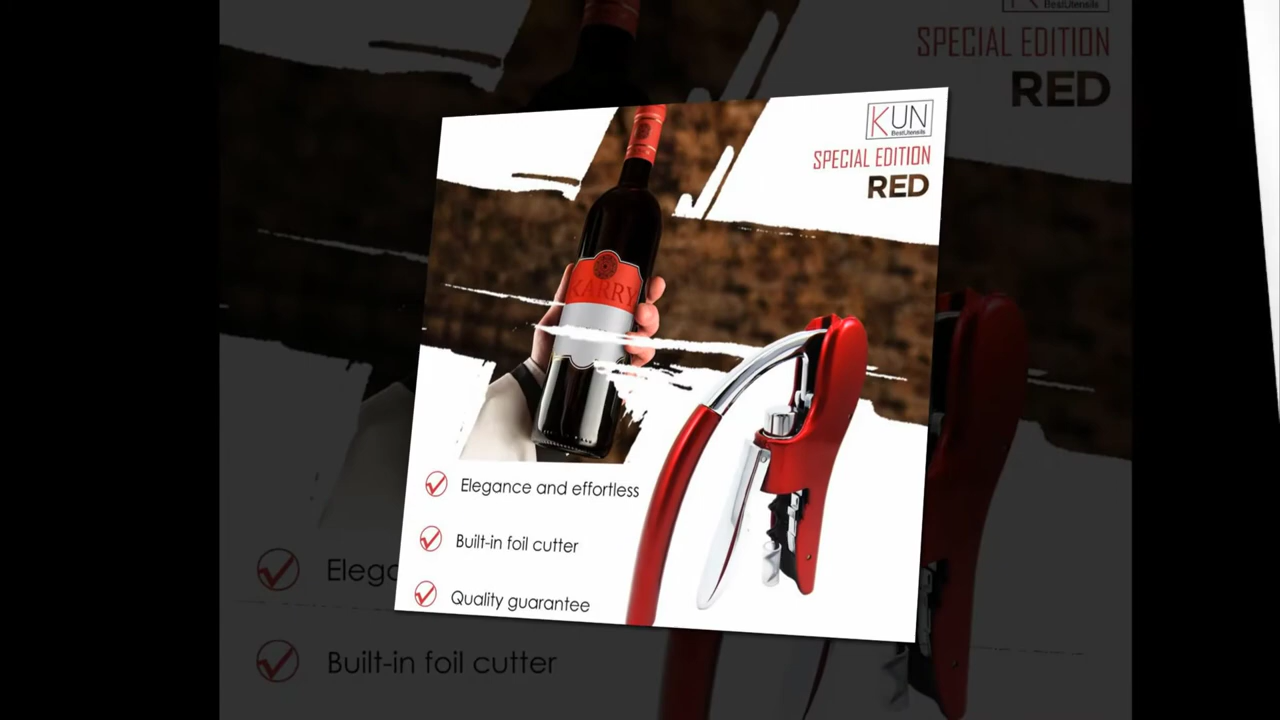 BestUtensils
SPECIAL EDITION
RED
KUN
BestUtensils
SPECIAL EDITION
RED
KARRY
Elegance and effortless
Built-in foil cutter
Quality guarantee
Elega
Built-in foil cutter